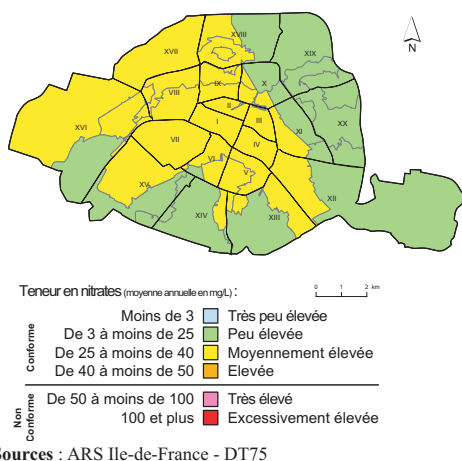 XVIII
XVII
XIX
N
IX
X
VIII
II
I
III
XX
XVI
XI
VII
IV
VI
V
XV
XII
XIV
XIII
Teneur en nitrates (moyenne annuelle en mg/L) :
0 1 2 km
Conforme
Moins de 3 Très peu élevée
De 3 à moins de 25 Peu élevée
De 25 à moins de 40 Moyennement élevée
De 40 à moins de 50 Elevée
Non
Conforme
De 50 à moins de 100 Très élevé
100 et plus Excessivement élevée
Sources : ARS Ile-de-France - DT75